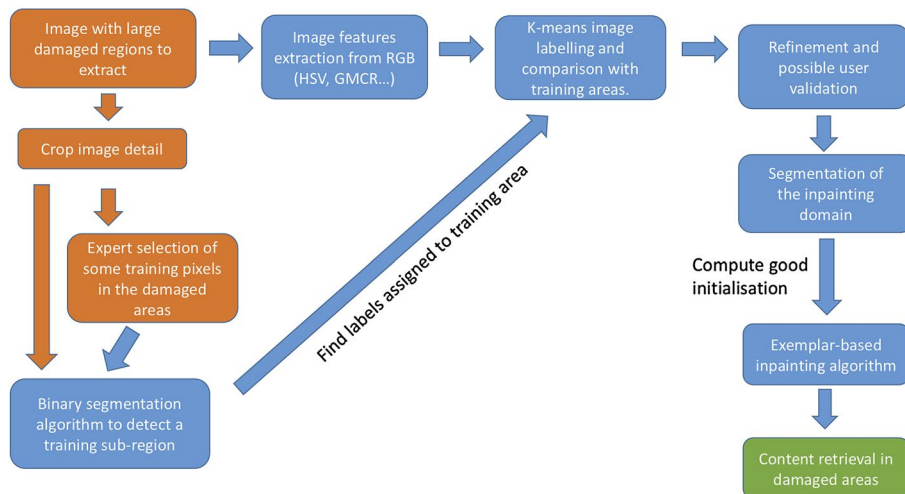 Image with large
damaged regions to
extract
Image features
extraction from RGB
(HSV, GMCR...)
K-means image
labelling and
comparison with
training areas.
Refinement and
possible user
validation
Crop image detail
Expert selection of
some training pixels
in the damaged
areas
Binary segmentation
algorithm to detect a
training sub-region
Find labels assigned to training area
Segmentation of
the inpainting
domain
Compute good
initialisation
Exemplar-based
inpainting algorithm
Content retrieval in
damaged areas